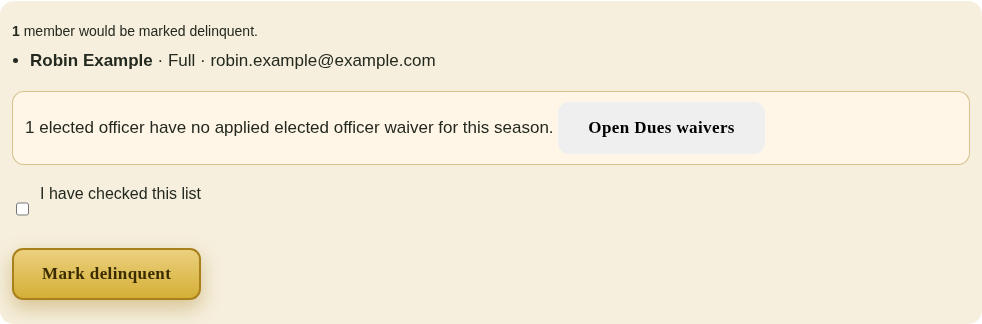 1 member would be marked delinquent.
• Robin Example · Full · robin.example@example.com
1 elected officer have no applied elected officer waiver for this season. Open Dues waivers
I have checked this list
Mark delinquent